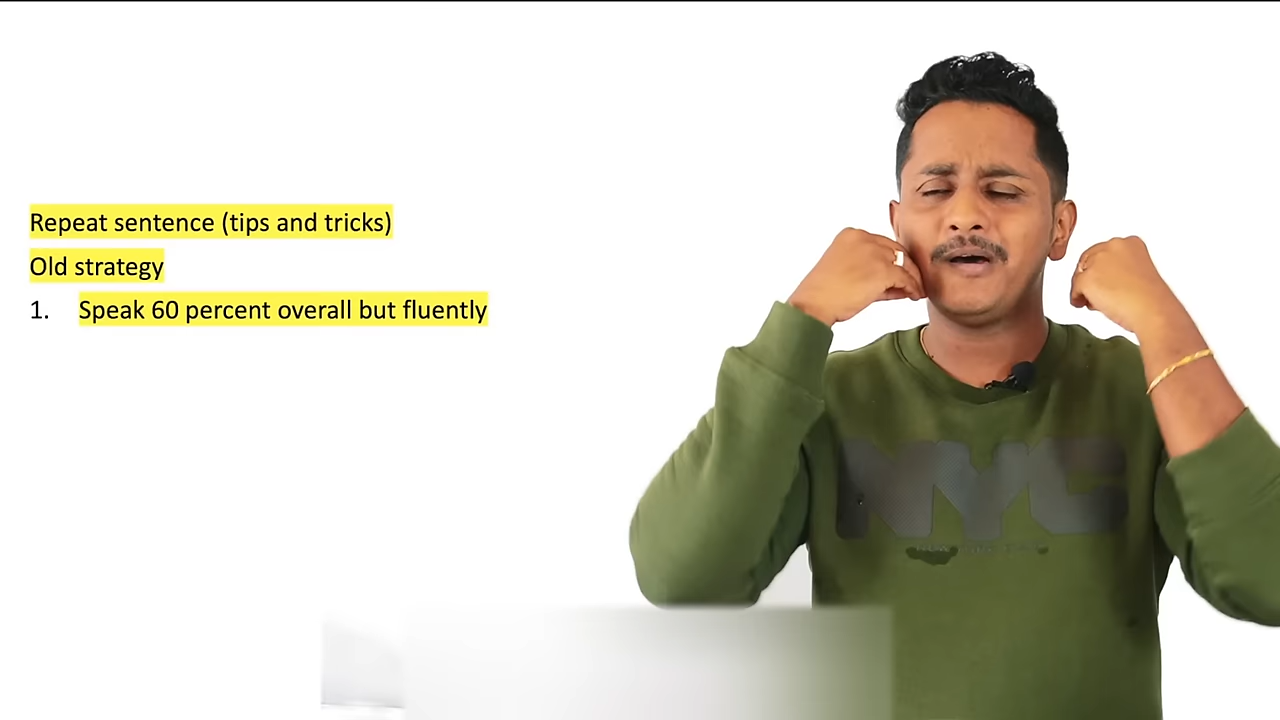 Repeat sentence (tips and tricks)
Old strategy
1. Speak 60 percent overall but fluently
NYC